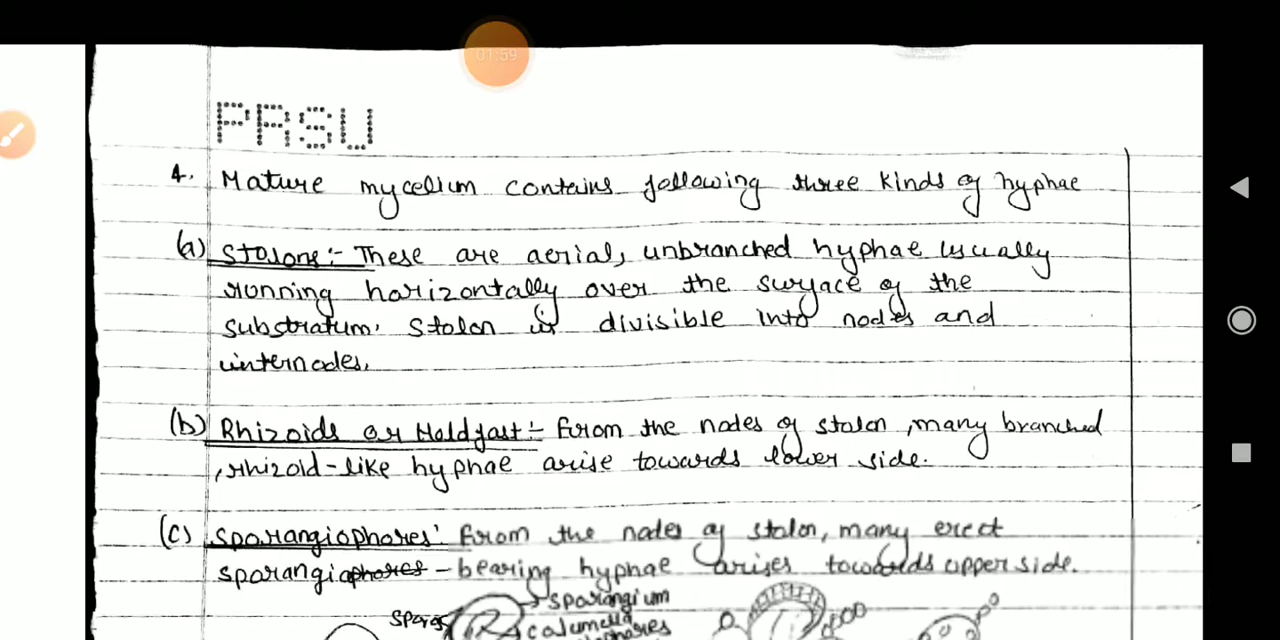 01:59
PRSU
4. Mature mycelium contains following three kinds of hyphae
(a) Stolons:- These are aerial, unbranched hyphae usually
running horizontally over the surface of the
substratum. Stolon is divisible into nodes and
internodes.
(b) Rhizoids or Holdfast:- From the nodes of stolon, many branched
, rhizoid-like hyphae arise towards lower side.
(c) Sporangiophores: From the nodes of stolon, many erect
sporangiophores - bearing hyphae arises towards upper side.
sporangium
columella